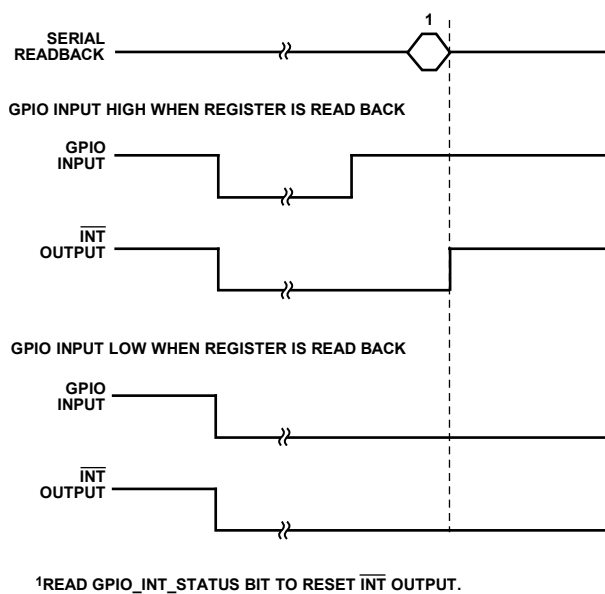 1
SERIAL
READBACK
GPIO INPUT HIGH WHEN REGISTER IS READ BACK
GPIO
INPUT
INT
OUTPUT
GPIO INPUT LOW WHEN REGISTER IS READ BACK
GPIO
INPUT
INT
OUTPUT
1READ GPIO_INT_STATUS BIT TO RESET INT OUTPUT.